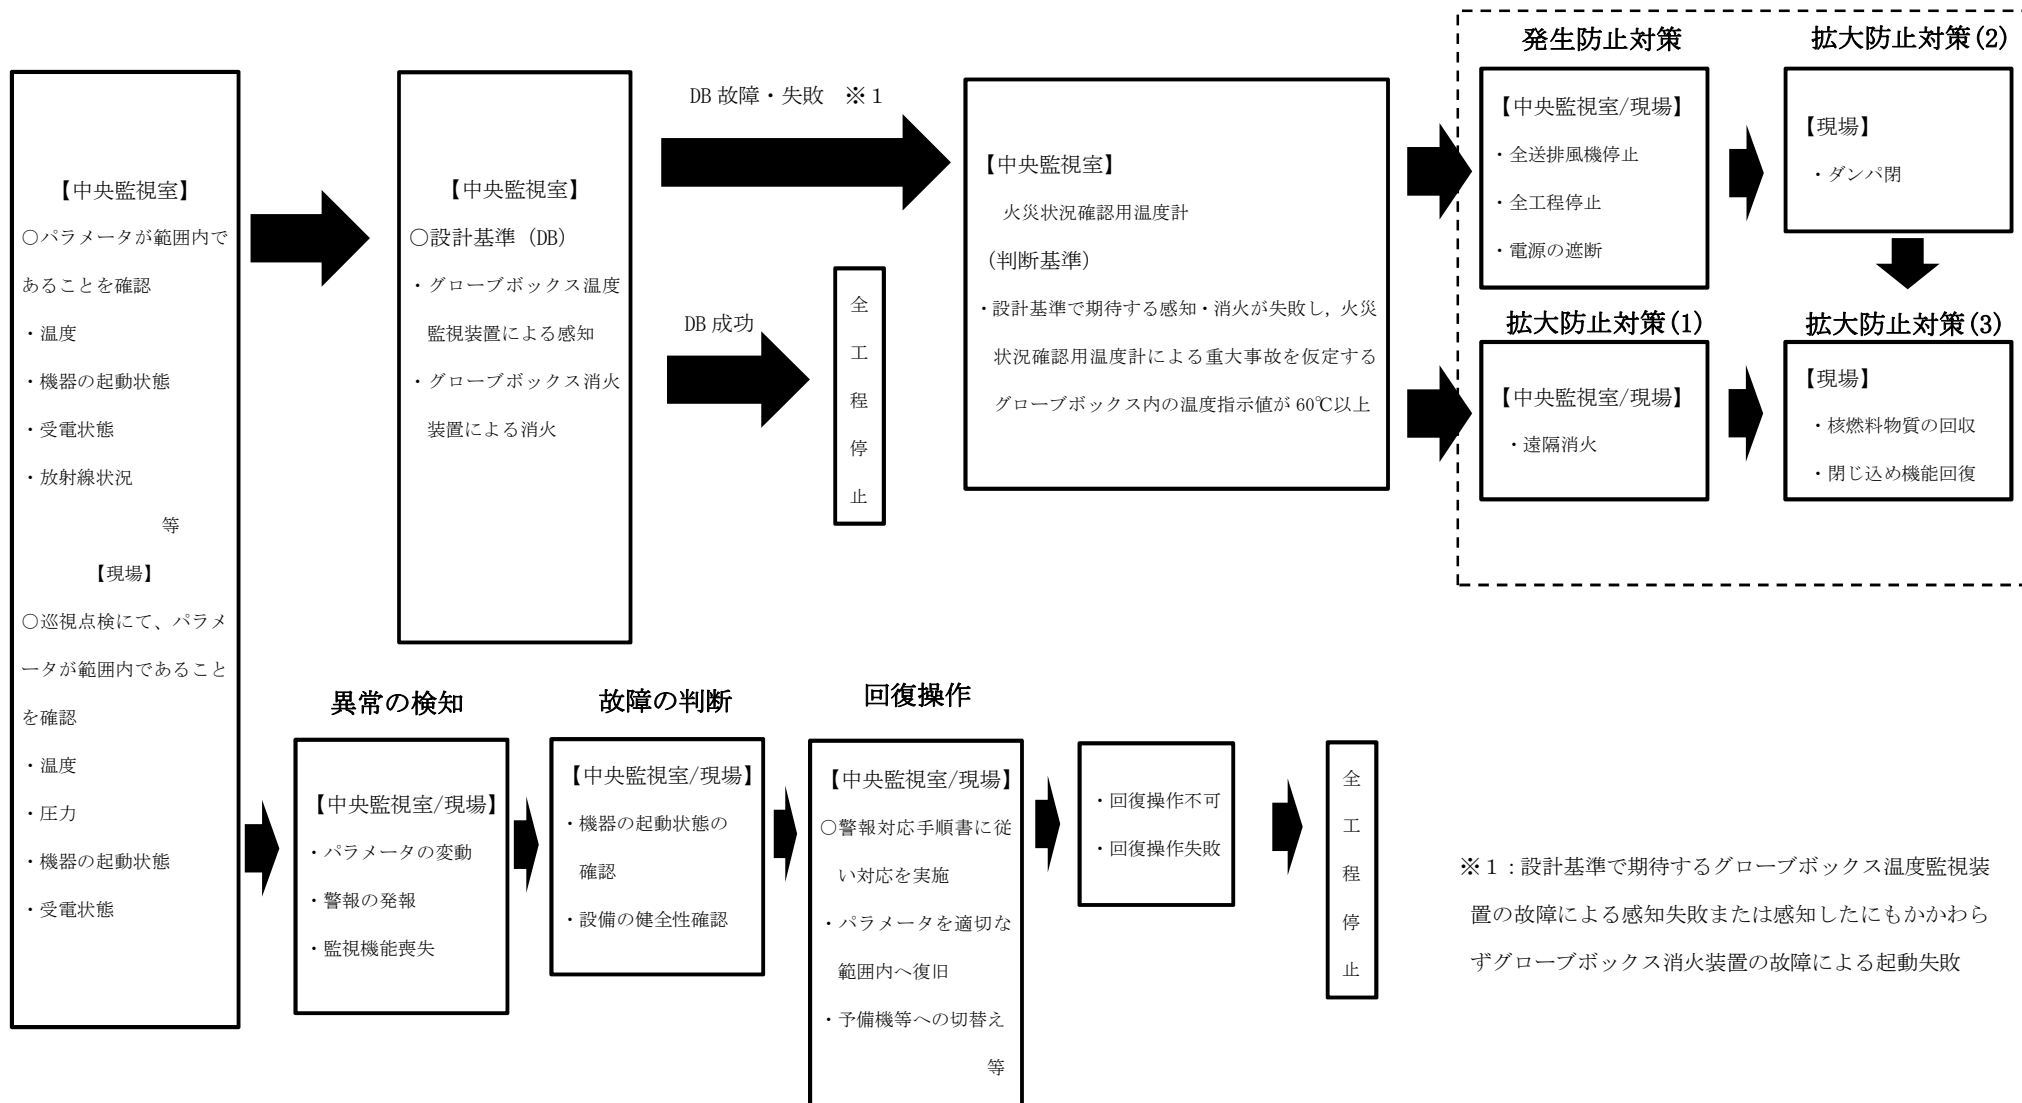 【中央監視室】
○パラメータが範囲内で
あることを確認
・温度
・機器の起動状態
・受電状態
・放射線状況
等
【現場】
○巡視点検にて、パラメ
ータが範囲内であること
を確認
・温度
・圧力
・機器の起動状態
・受電状態
【中央監視室】
○設計基準（DB）
・グローブボックス温度
監視装置による感知
・グローブボックス消火
装置による消火
DB 故障・失敗　※１
DB 成功
全
工
程
停
止
【中央監視室】
火災状況確認用温度計
（判断基準）
・設計基準で期待する感知・消火が失敗し，火災
状況確認用温度計による重大事故を仮定する
グローブボックス内の温度指示値が 60℃以上
発生防止対策
【中央監視室/現場】
・全送排風機停止
・全工程停止
・電源の遮断
拡大防止対策(2)
【現場】
・ダンパ閉
拡大防止対策(1)
【中央監視室/現場】
・遠隔消火
拡大防止対策(3)
【現場】
・核燃料物質の回収
・閉じ込め機能回復
異常の検知
【中央監視室/現場】
・パラメータの変動
・警報の発報
・監視機能喪失
故障の判断
【中央監視室/現場】
・機器の起動状態の
確認
・設備の健全性確認
回復操作
【中央監視室/現場】
○警報対応手順書に従
い対応を実施
・パラメータを適切な
範囲内へ復旧
・予備機等への切替え
等
・回復操作不可
・回復操作失敗
全
工
程
停
止
※１：設計基準で期待するグローブボックス温度監視装
置の故障による感知失敗または感知したにもかかわら
ずグローブボックス消火装置の故障による起動失敗